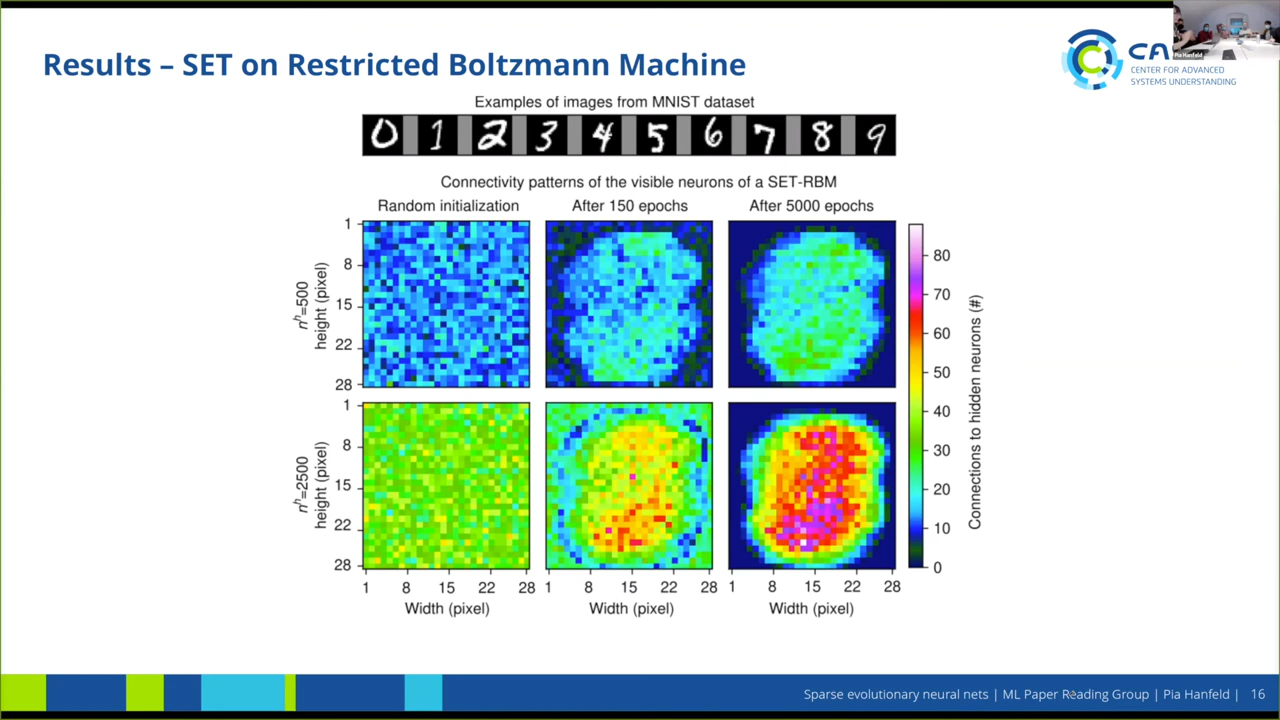 Results – SET on Restricted Boltzmann Machine
CA
CENTER FOR ADVANCED
SYSTEMS UNDERSTANDING
Pia Hanfeld
Examples of images from MNIST dataset
0 1 2 3 4 5 6 7 8 9
Connectivity patterns of the visible neurons of a SET-RBM
Random initialization After 150 epochs After 5000 epochs
nʰ=500
height (pixel)
1
8
15
22
28
nʰ=2500
height (pixel)
1
8
15
22
28
1 8 15 22 28 1 8 15 22 28 1 8 15 22 28
Width (pixel) Width (pixel) Width (pixel)
80
70
60
50
40
30
20
10
0
Connections to hidden neurons (#)
Sparse evolutionary neural nets | ML Paper Reading Group | Pia Hanfeld | 16